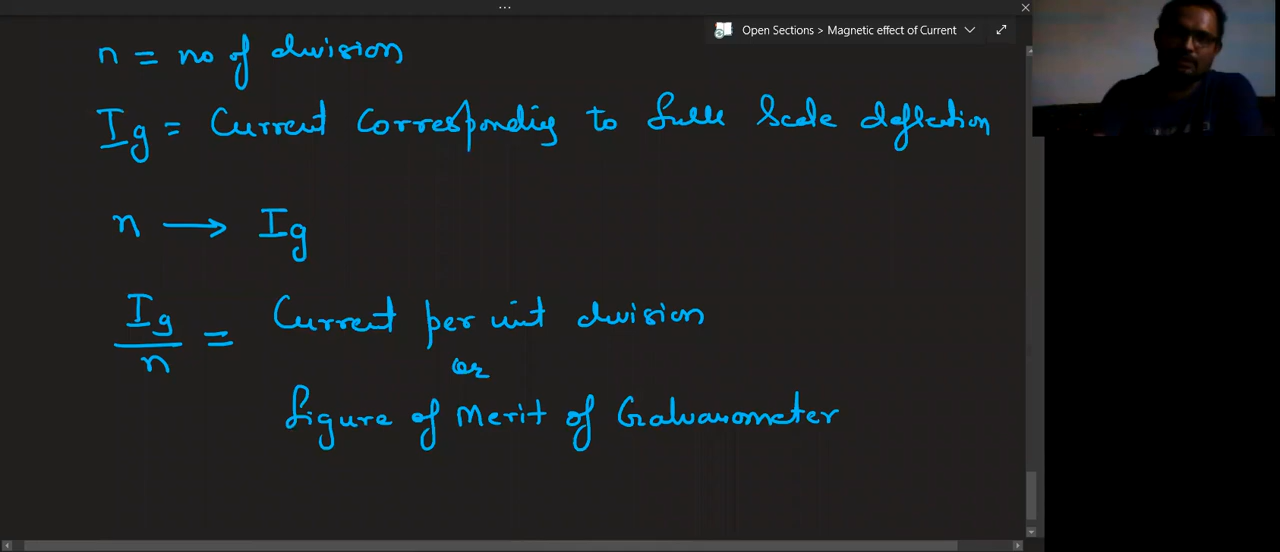 Open Sections > Magnetic effect of Current
n = no of division
Ig = Current Corresponding to full Scale deflection
n → Ig
Ig/n = Current per unit division
or
figure of Merit of Galvanometer